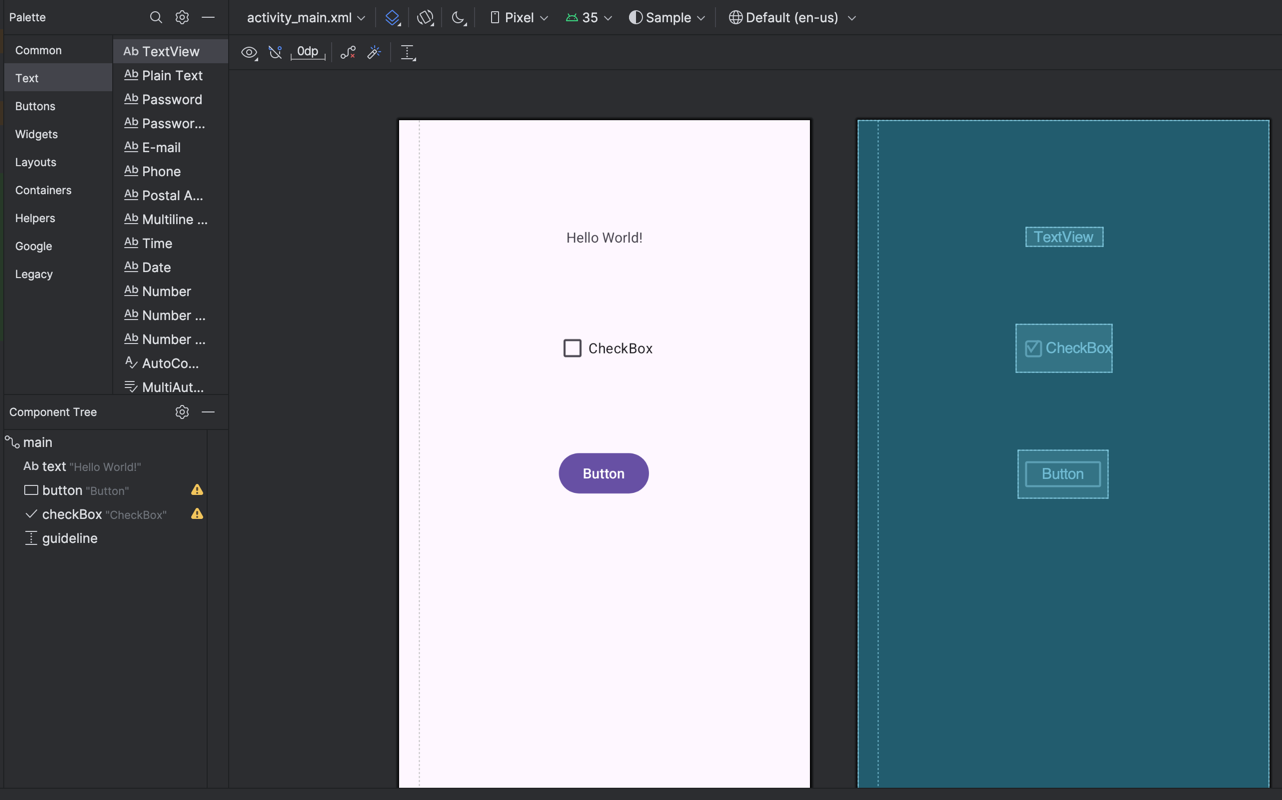 Palette
activity_main.xml
Pixel
35
Sample
Default (en-us)
0dp
Common
Text
Buttons
Widgets
Layouts
Containers
Helpers
Google
Legacy
Ab TextView
Ab Plain Text
Ab Password
Ab Passwor...
Ab E-mail
Ab Phone
Ab Postal A...
Ab Multiline ...
Ab Time
Ab Date
Ab Number
Ab Number ...
Ab Number ...
AutoCo...
MultiAut...
Component Tree
main
Ab text "Hello World!"
button "Button"
checkBox "CheckBox"
guideline
Hello World!
CheckBox
Button
TextView
CheckBox
Button